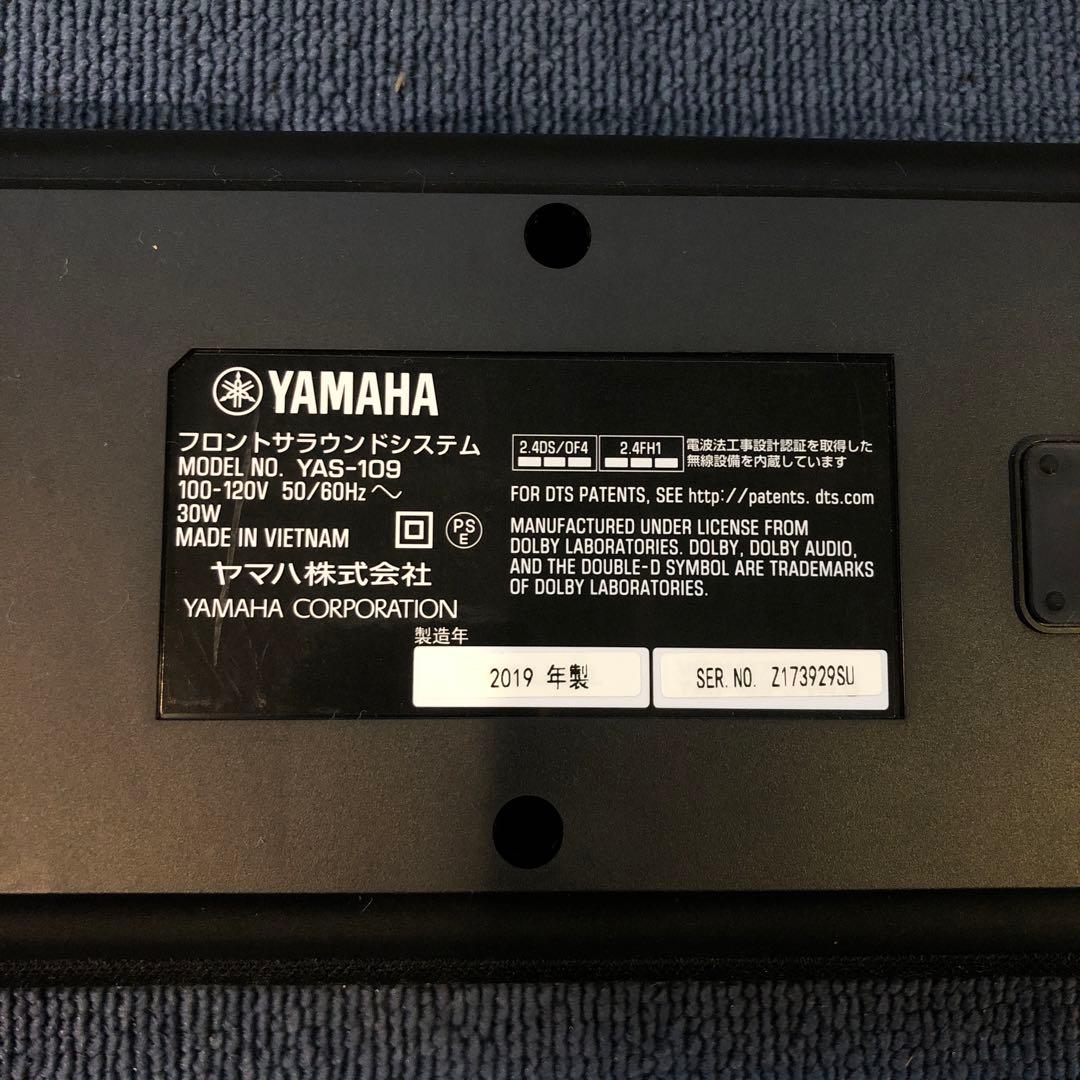 YAMAHA
フロントサラウンドシステム
MODEL NO. YAS-109
100-120V 50/60Hz ～
30W
MADE IN VIETNAM
PS
E
ヤマハ株式会社
YAMAHA CORPORATION
2.4DS/OF4 2.4FH1
電波法工事設計認証を取得した
無線設備を内蔵しています
FOR DTS PATENTS, SEE http://patents. dts.com
MANUFACTURED UNDER LICENSE FROM
DOLBY LABORATORIES. DOLBY, DOLBY AUDIO,
AND THE DOUBLE-D SYMBOL ARE TRADEMARKS
OF DOLBY LABORATORIES.
製造年
2019 年製
SER. NO. Z173929SU